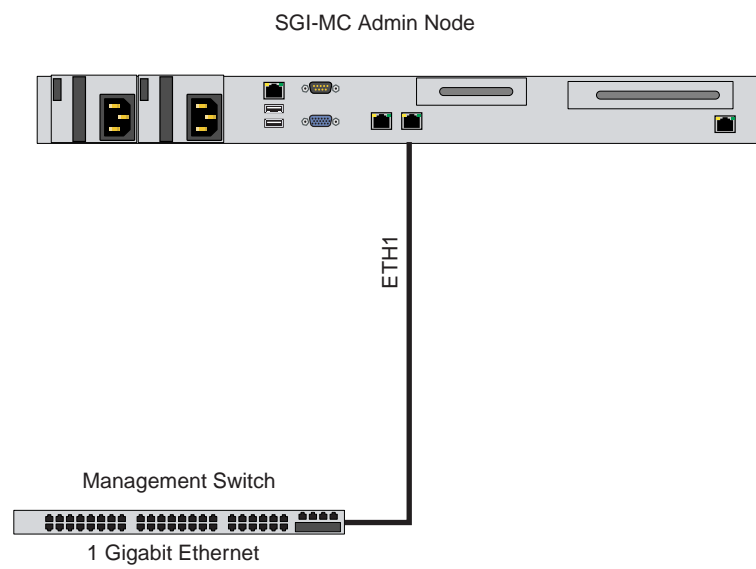 SGI-MC Admin Node
ETH1
Management Switch
1 Gigabit Ethernet